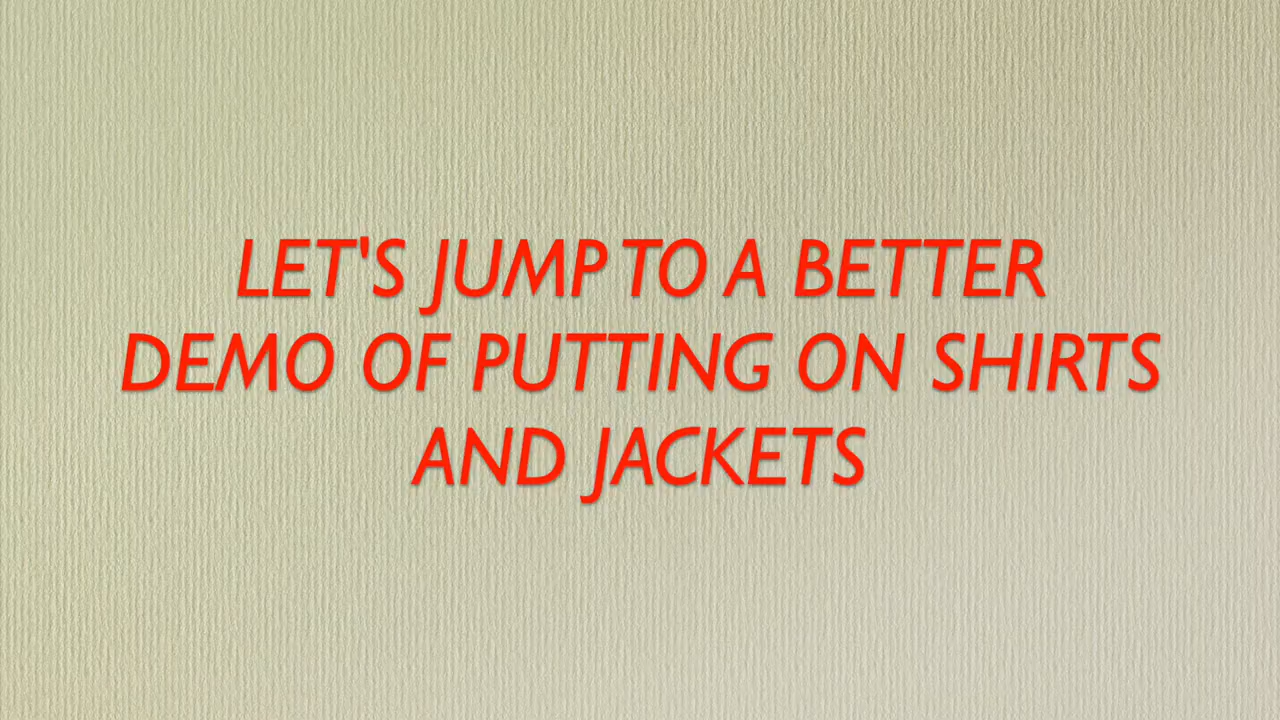 LET'S JUMP TO A BETTER
DEMO OF PUTTING ON SHIRTS
AND JACKETS